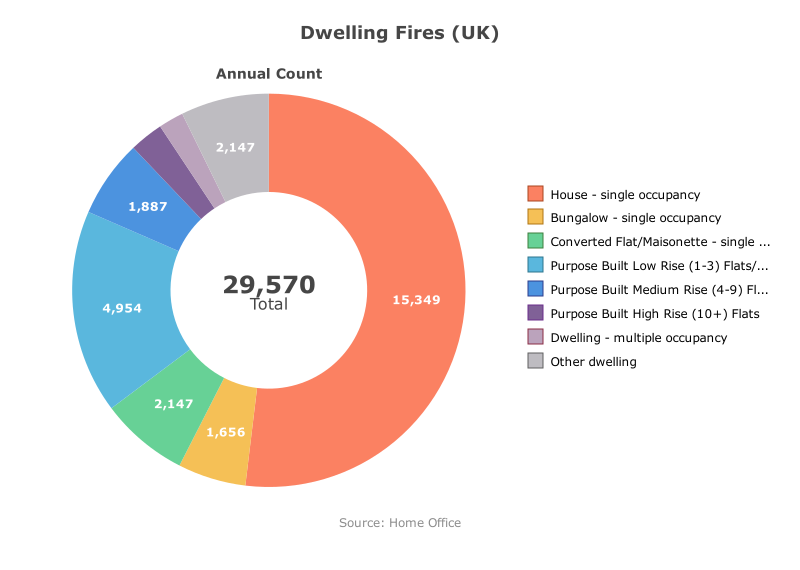 Dwelling Fires (UK)
Annual Count
2,147
1,887
4,954
2,147
1,656
15,349
29,570
Total
House - single occupancy
Bungalow - single occupancy
Converted Flat/Maisonette - single ...
Purpose Built Low Rise (1-3) Flats/...
Purpose Built Medium Rise (4-9) Fl...
Purpose Built High Rise (10+) Flats
Dwelling - multiple occupancy
Other dwelling
Source: Home Office